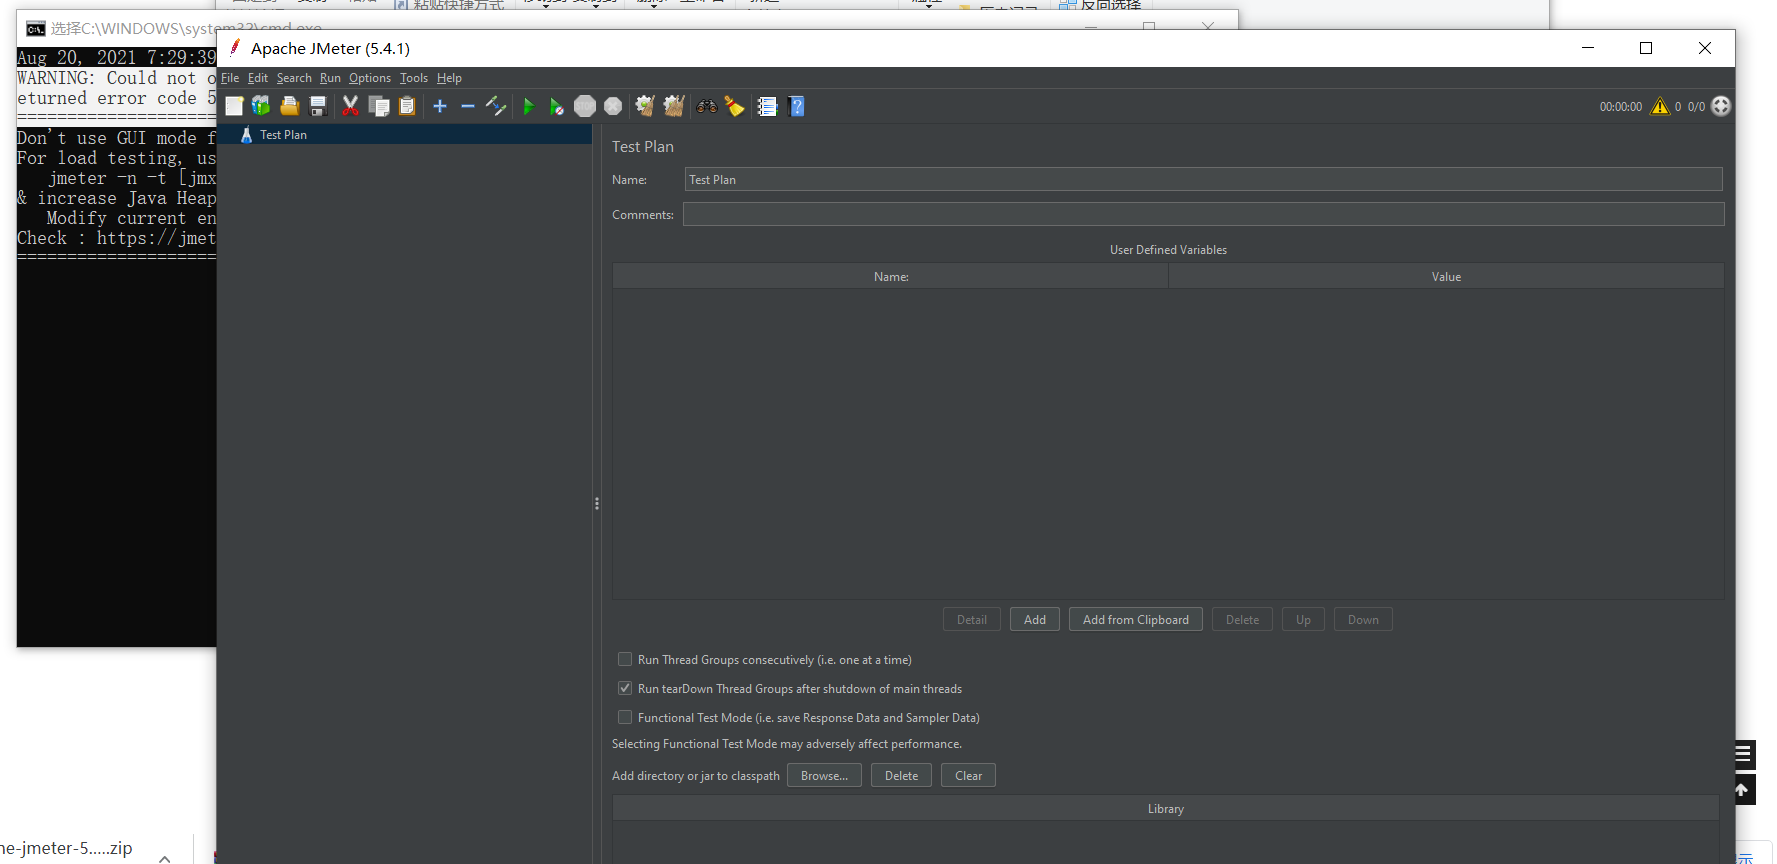 粘贴快捷方式
反向选择
选择C:\WINDOWS\system32\cmd.exe
Aug 20, 2021 7:29:39
WARNING: Could not o
eturned error code 5
====================
Don't use GUI mode f
For load testing, us
jmeter -n -t [jmx
& increase Java Heap
Modify current en
Check : https://jmet
====================
Apache JMeter (5.4.1)
File Edit Search Run Options Tools Help
00:00:00 0 0/0
Test Plan
Test Plan
Name: Test Plan
Comments:
User Defined Variables
Name: Value
Detail Add Add from Clipboard Delete Up Down
Run Thread Groups consecutively (i.e. one at a time)
Run tearDown Thread Groups after shutdown of main threads
Functional Test Mode (i.e. save Response Data and Sampler Data)
Selecting Functional Test Mode may adversely affect performance.
Add directory or jar to classpath Browse... Delete Clear
Library
he-jmeter-5.....zip